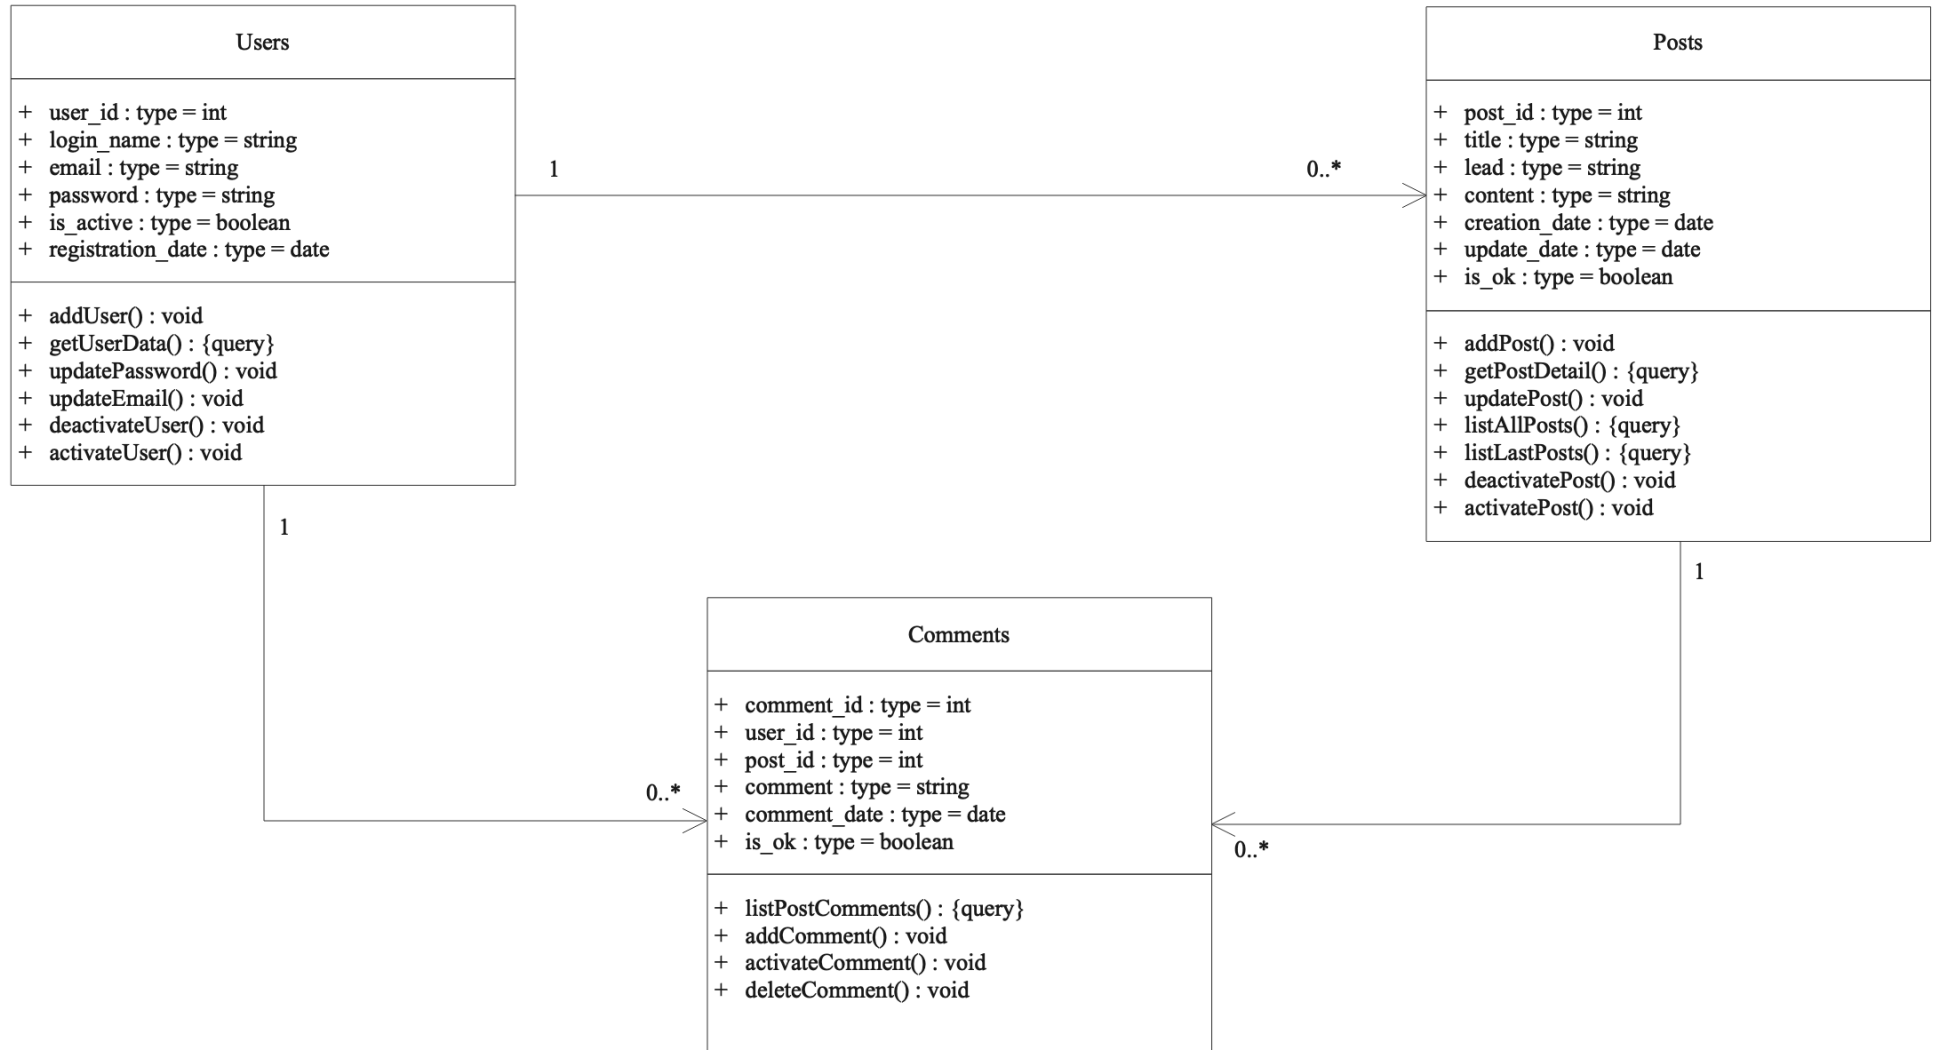 Users
+ user_id : type = int
+ login_name : type = string
+ email : type = string
+ password : type = string
+ is_active : type = boolean
+ registration_date : type = date
+ addUser() : void
+ getUserData() : {query}
+ updatePassword() : void
+ updateEmail() : void
+ deactivateUser() : void
+ activateUser() : void
1
0..*
Posts
+ post_id : type = int
+ title : type = string
+ lead : type = string
+ content : type = string
+ creation_date : type = date
+ update_date : type = date
+ is_ok : type = boolean
+ addPost() : void
+ getPostDetail() : {query}
+ updatePost() : void
+ listAllPosts() : {query}
+ listLastPosts() : {query}
+ deactivatePost() : void
+ activatePost() : void
1
1
0..*
Comments
+ comment_id : type = int
+ user_id : type = int
+ post_id : type = int
+ comment : type = string
+ comment_date : type = date
+ is_ok : type = boolean
+ listPostComments() : {query}
+ addComment() : void
+ activateComment() : void
+ deleteComment() : void
0..*